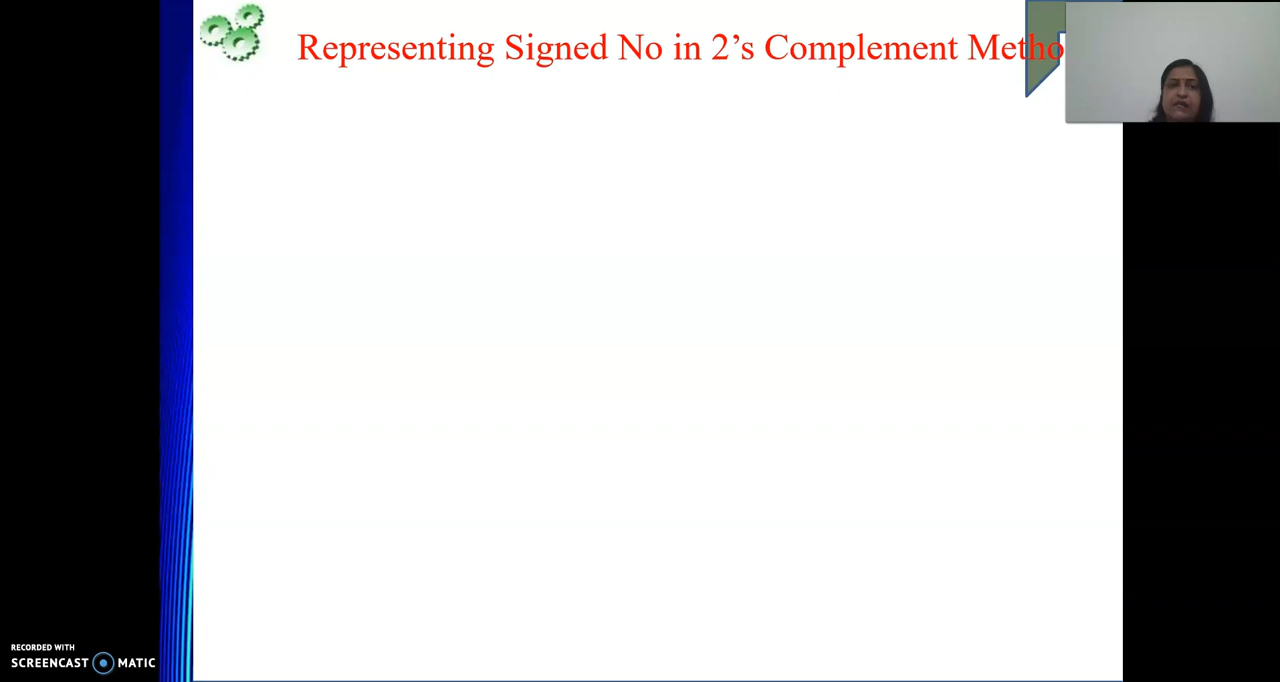 Representing Signed No in 2’s Complement Metho
RECORDED WITH
SCREENCAST MATIC